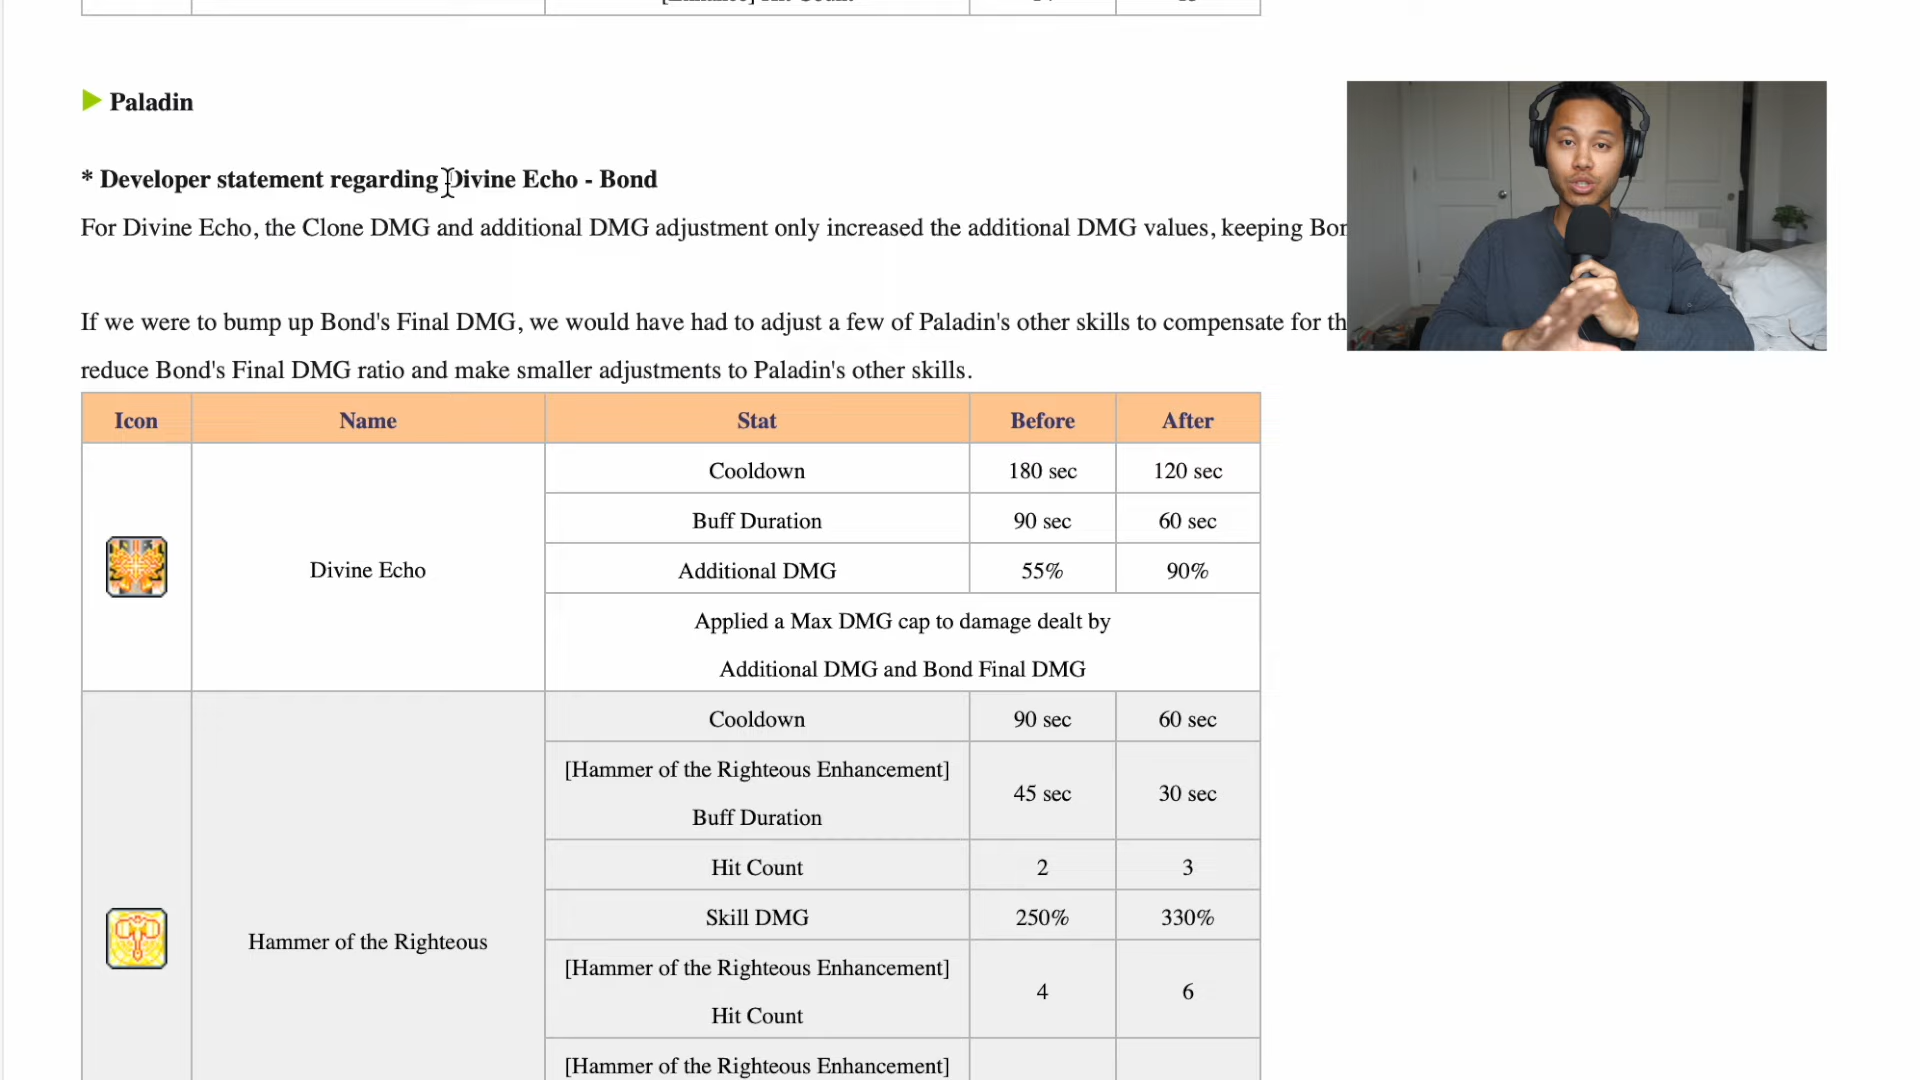 Paladin
* Developer statement regarding Divine Echo - Bond
For Divine Echo, the Clone DMG and additional DMG adjustment only increased the additional DMG values, keeping
If we were to bump up Bond's Final DMG, we would have had to adjust a few of Paladin's other skills to compensate for
reduce Bond's Final DMG ratio and make smaller adjustments to Paladin's other skills.
Icon Name Stat Before After
Cooldown 180 sec 120 sec
Buff Duration 90 sec 60 sec
Divine Echo
Additional DMG 55% 90%
Applied a Max DMG cap to damage dealt by
Additional DMG and Bond Final DMG
Cooldown 90 sec 60 sec
[Hammer of the Righteous Enhancement]
Buff Duration
45 sec 30 sec
Hit Count 2 3
Skill DMG 250% 330%
Hammer of the Righteous
[Hammer of the Righteous Enhancement]
Hit Count
4 6
[Hammer of the Righteous Enhancement]